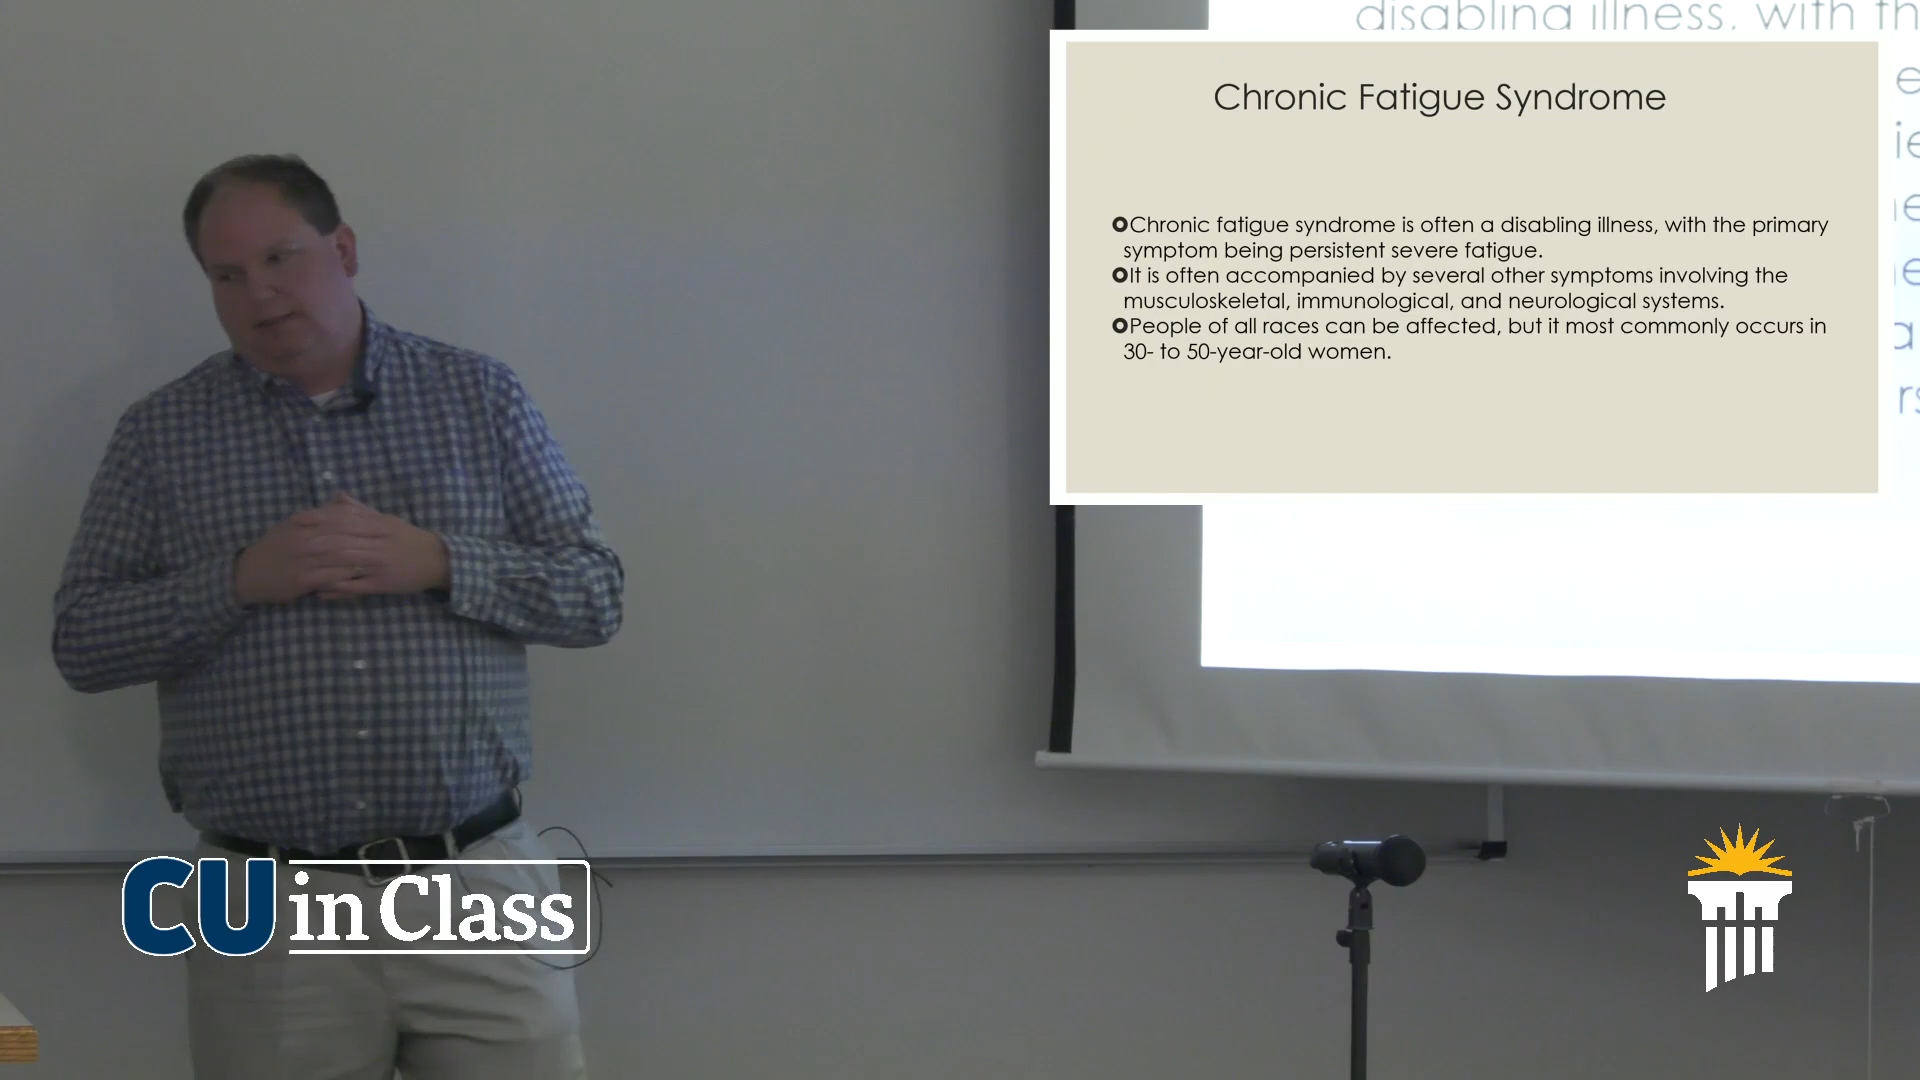 disabling illness, with th
Chronic Fatigue Syndrome
Chronic fatigue syndrome is often a disabling illness, with the primary
symptom being persistent severe fatigue.
It is often accompanied by several other symptoms involving the
musculoskeletal, immunological, and neurological systems.
People of all races can be affected, but it most commonly occurs in
30- to 50-year-old women.
CU in Class